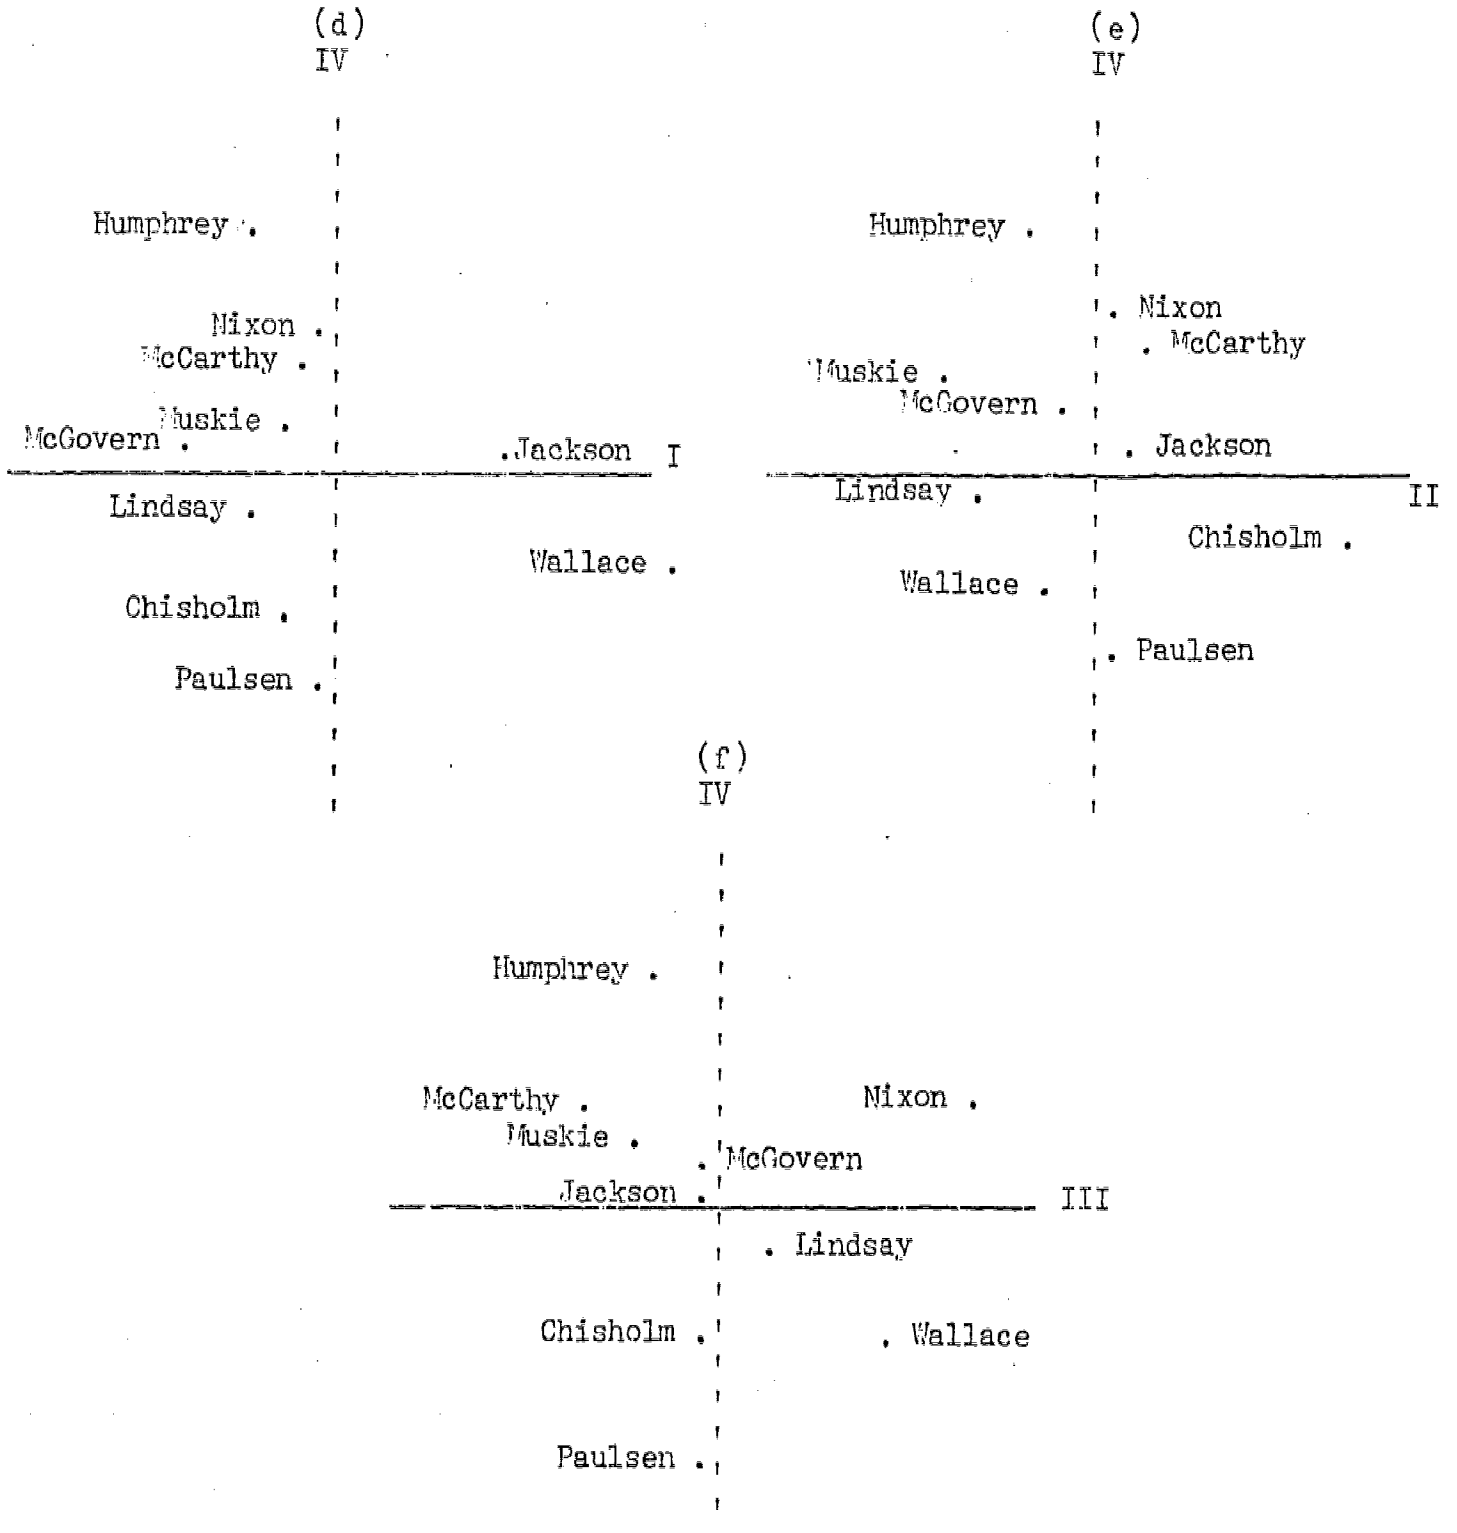 (d)
IV
Humphrey
Nixon
McCarthy
Muskie
McGovern
Jackson
I
Lindsay
Wallace
Chisholm
Paulsen
(e)
IV
Humphrey
Nixon
McCarthy
Muskie
McGovern
Jackson
Lindsay
II
Chisholm
Wallace
Paulsen
(f)
IV
Humphrey
McCarthy
Nixon
Muskie
McGovern
Jackson
III
Lindsay
Chisholm
Wallace
Paulsen